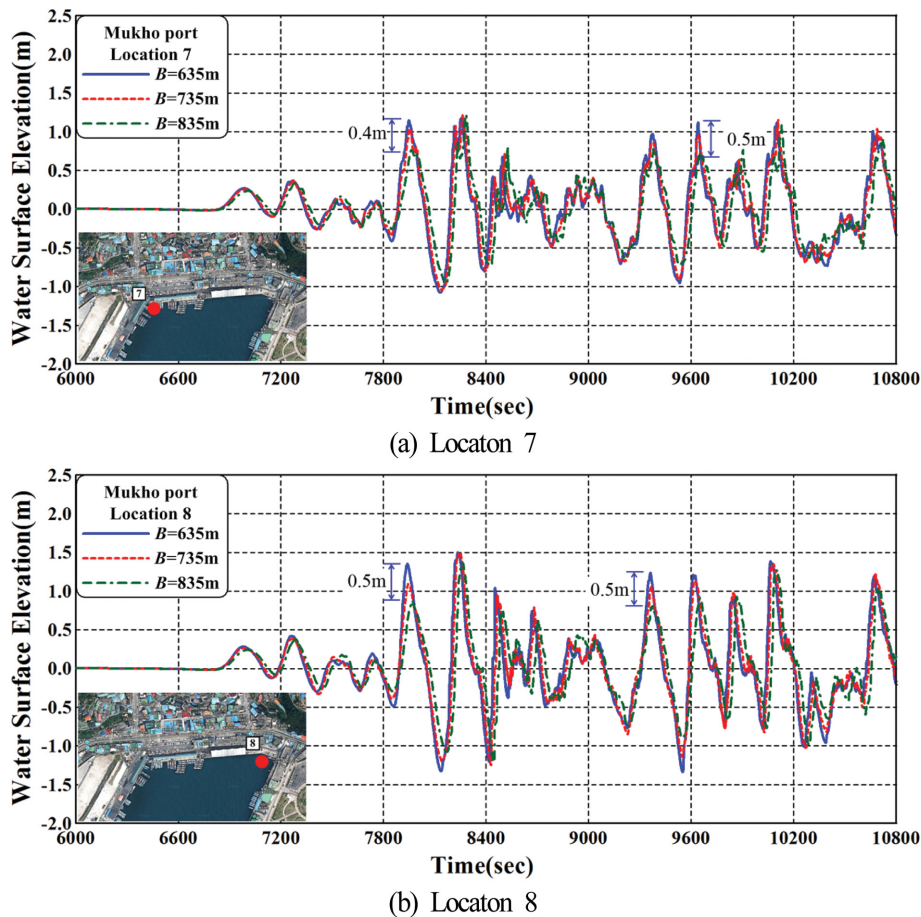 Water Surface Elevation(m)
2.5
2.0
1.5
1.0
0.5
0.0
-0.5
-1.0
-1.5
-2.0
Mukho port
Location 7
B=635m
B=735m
B=835m
0.4m
0.5m
7
6000 6600 7200 7800 8400 9000 9600 10200 10800
Time(sec)
(a) Locaton 7
Water Surface Elevation(m)
2.5
2.0
1.5
1.0
0.5
0.0
-0.5
-1.0
-1.5
-2.0
Mukho port
Location 8
B=635m
B=735m
B=835m
0.5m
0.5m
8
6000 6600 7200 7800 8400 9000 9600 10200 10800
Time(sec)
(b) Locaton 8